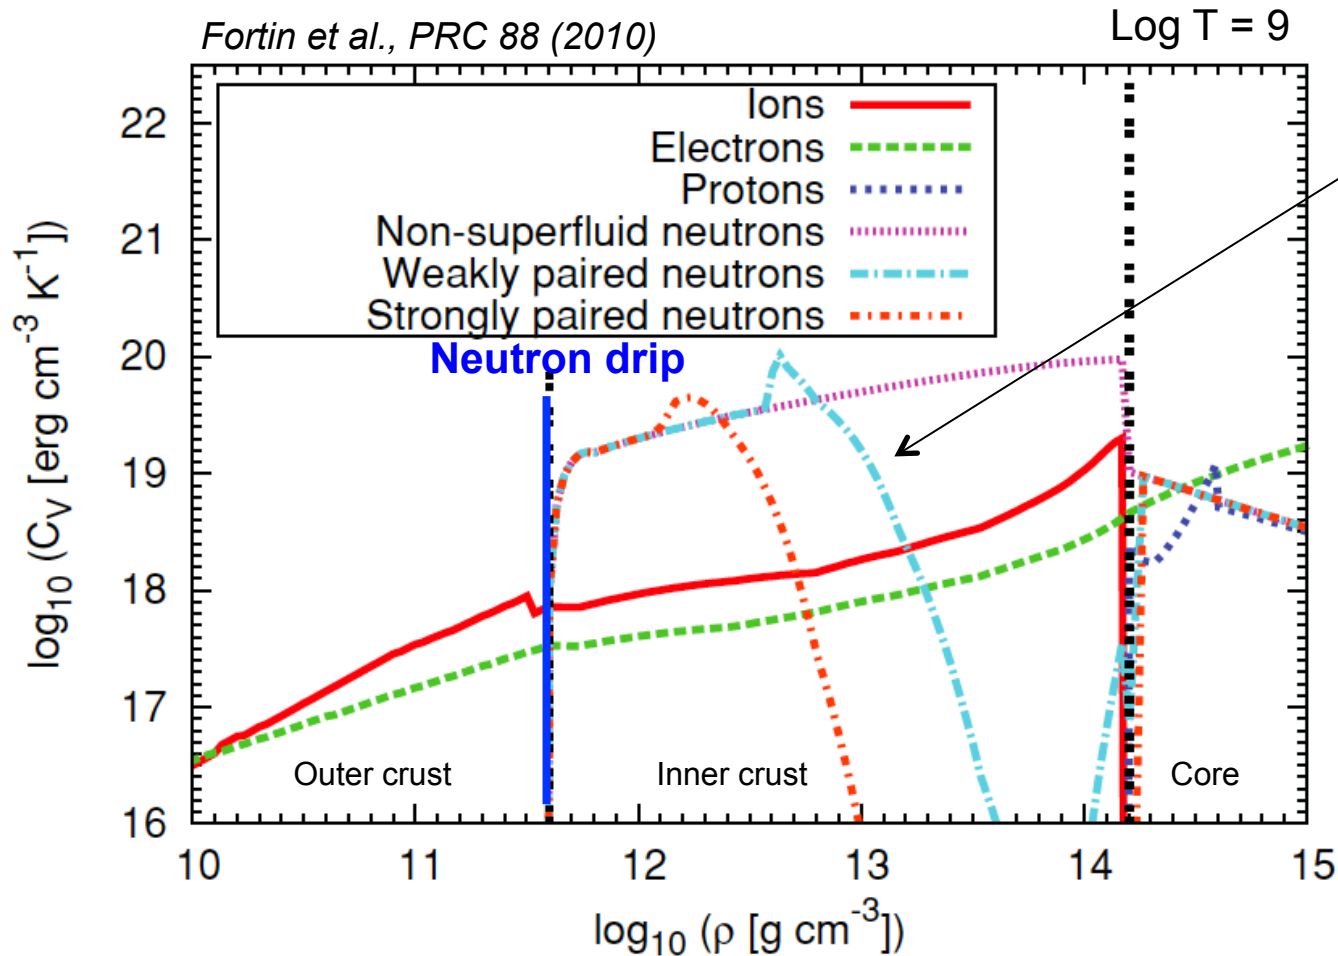 Fortin et al., PRC 88 (2010)
Log T = 9
Ions
Electrons
Protons
Non-superfluid neutrons
Weakly paired neutrons
Strongly paired neutrons
Neutron drip
22
21
20
19
18
17
16
log₁₀ (C_V [erg cm⁻³ K⁻¹])
Outer crust
Inner crust
Core
10 11 12 13 14 15
log₁₀ (ρ [g cm⁻³])